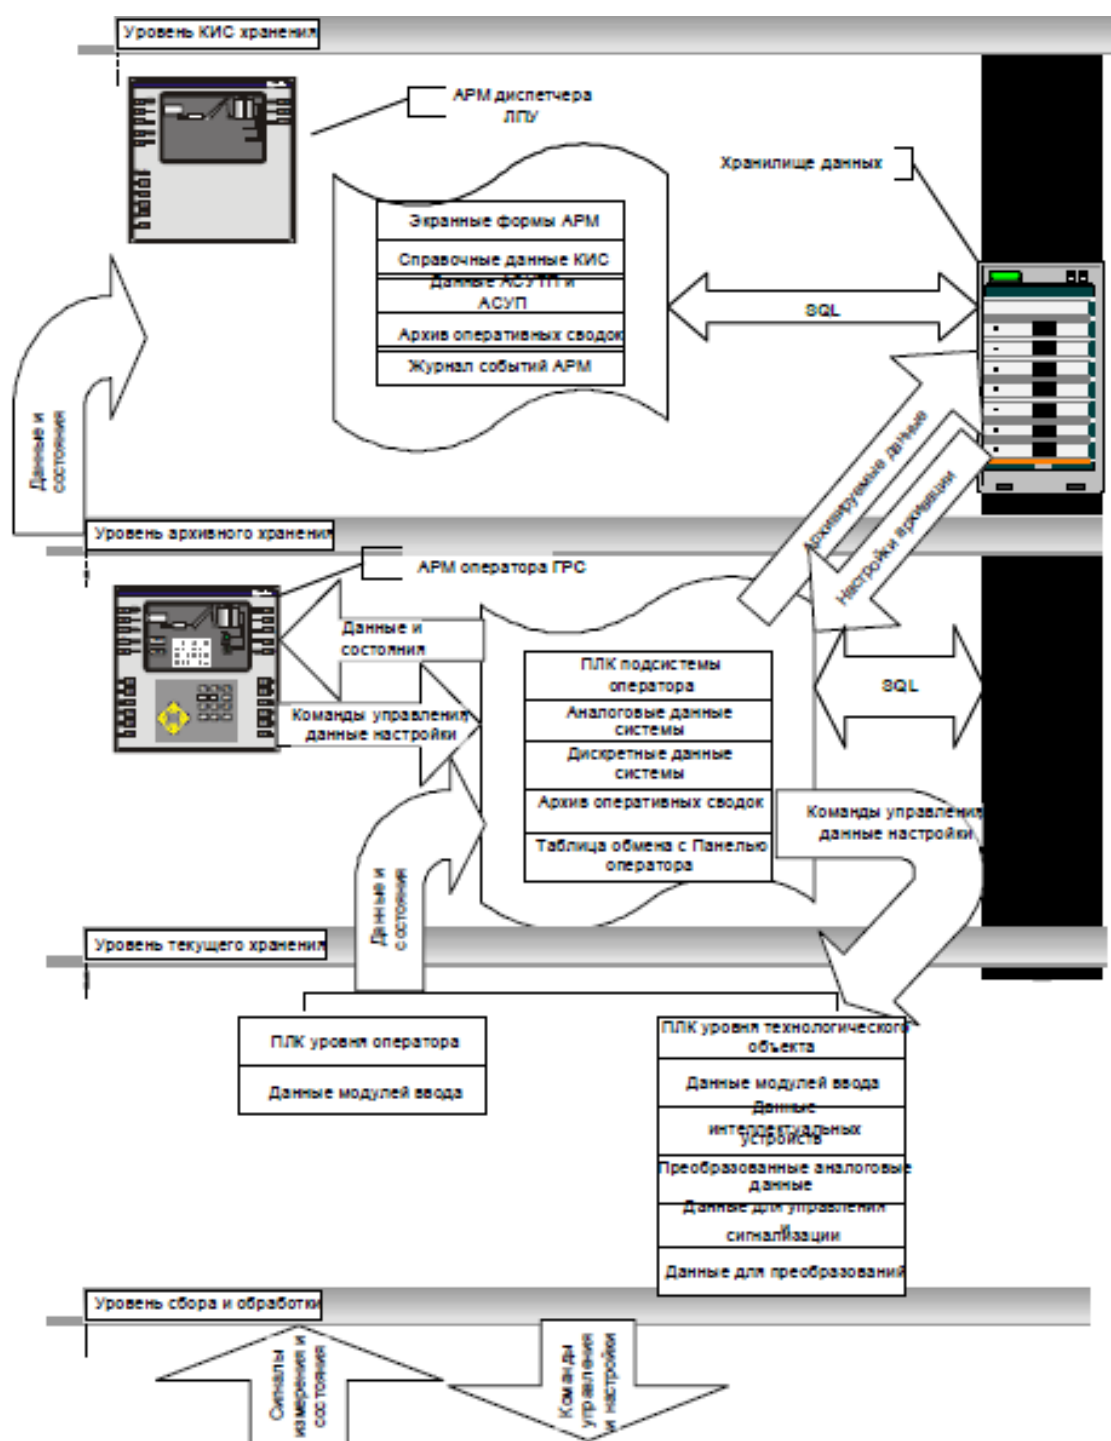 Уровень КИС хранения
АРМ диспетчера
ЛПУ
Хранилище данных
Экранные формы АРМ
Справочные данные КИС
Данные АСУТП и
АСУП
Архив оперативных сводок
Журнал событий АРМ
SQL
Данные и
состояния
Архивируемые данные
Настройки архивации
Уровень архивного хранения
АРМ оператора ГРС
Данные и
состояния
Команды управления,
данные настройки
ПЛК подсистемы
оператора
Аналоговые данные
системы
Дискретные данные
системы
Архив оперативных сводок
Таблица обмена с Панелью
оператора
SQL
Команды управления,
данные настройки
Данные и
состояния
Уровень текущего хранения
ПЛК уровня оператора
Данные модулей ввода
ПЛК уровня технологического
объекта
Данные модулей ввода
Данные
интеллектуальных
устройств
Преобразованные аналоговые
данные
Данные для управления
и
сигнализации
Данные для преобразований
Уровень сбора и обработки
Сигналы
измерения и
состояния
Команды
управления
и настройки